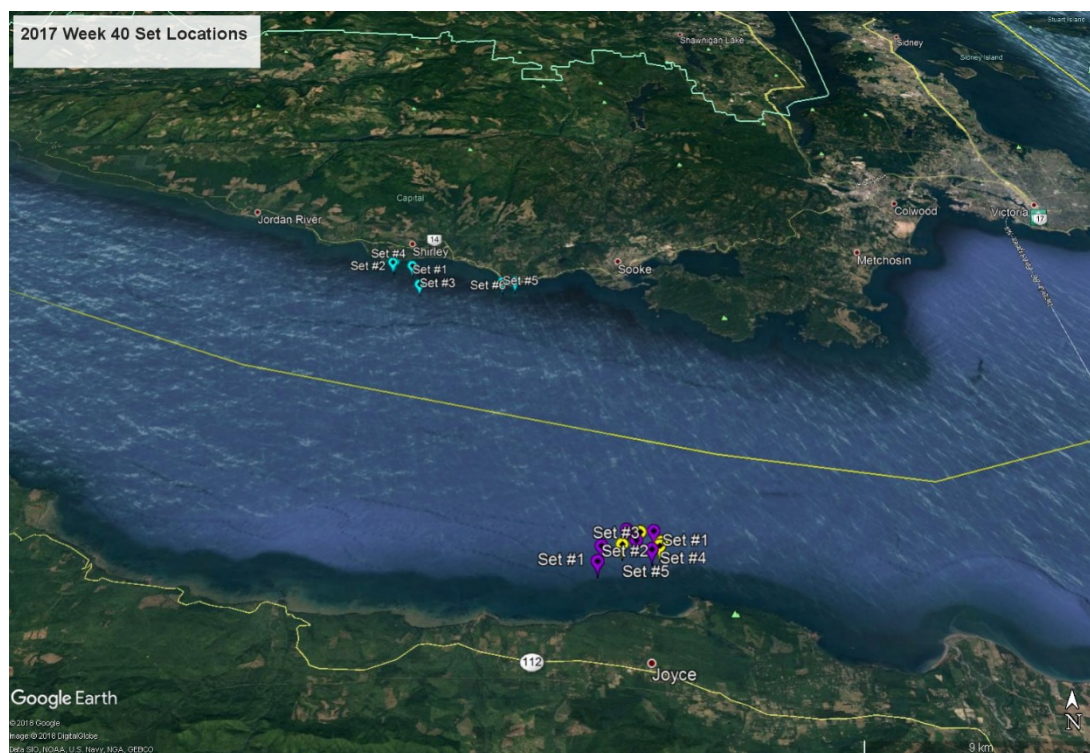 2017 Week 40 Set Locations
Stuart Island
Shawnigan Lake
Sidney
Sidney Island
Capital
Jordan River
14
Shirley
Colwood
Victoria
17
Metchosin
Sooke
Set #4
Set #2
Set #1
Set #3
Set #6
Set #5
Set #3
Set #1
Set #2
Set #4
Set #1
Set #5
112
Joyce
Google Earth
©2018 Google
Image ©2018 DigitalGlobe
Data SIO, NOAA, U.S. Navy, NGA, GEBCO
N
9 km